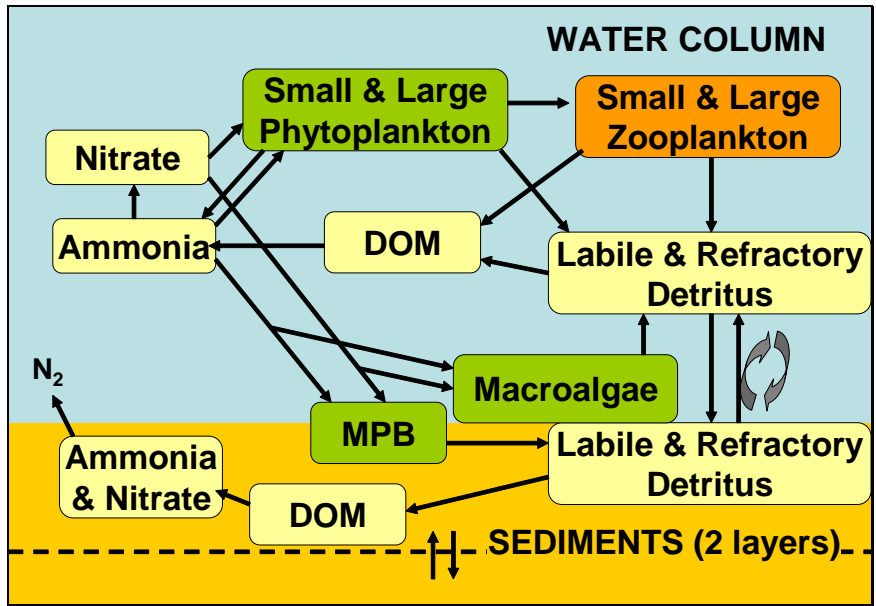 WATER COLUMN
Small & Large
Phytoplankton
Small & Large
Zooplankton
Nitrate
Ammonia
DOM
Labile & Refractory
Detritus
N₂
Macroalgae
MPB
Labile & Refractory
Detritus
Ammonia
& Nitrate
DOM
SEDIMENTS (2 layers)